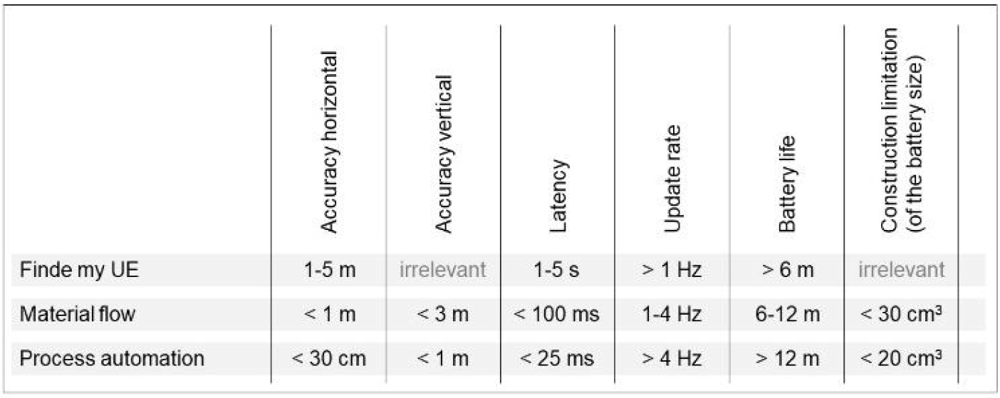 Accuracy horizontal
Accuracy vertical
Latency
Update rate
Battery life
Construction limitation
(of the battery size)
Finde my UE 1-5 m irrelevant 1-5 s > 1 Hz > 6 m irrelevant
Material flow < 1 m < 3 m < 100 ms 1-4 Hz 6-12 m < 30 cm³
Process automation < 30 cm < 1 m < 25 ms > 4 Hz > 12 m < 20 cm³